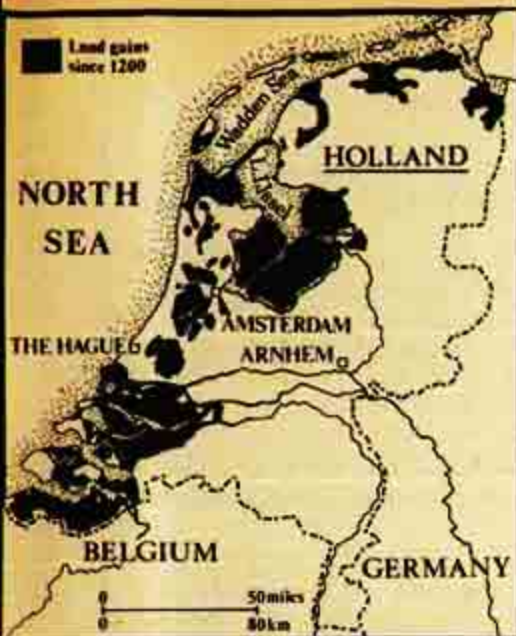 Land gains
since 1200
Wadden Sea
IJssel
HOLLAND
NORTH
SEA
AMSTERDAM
THE HAGUE
ARNHEM
BELGIUM
GERMANY
0 50miles
0 80km